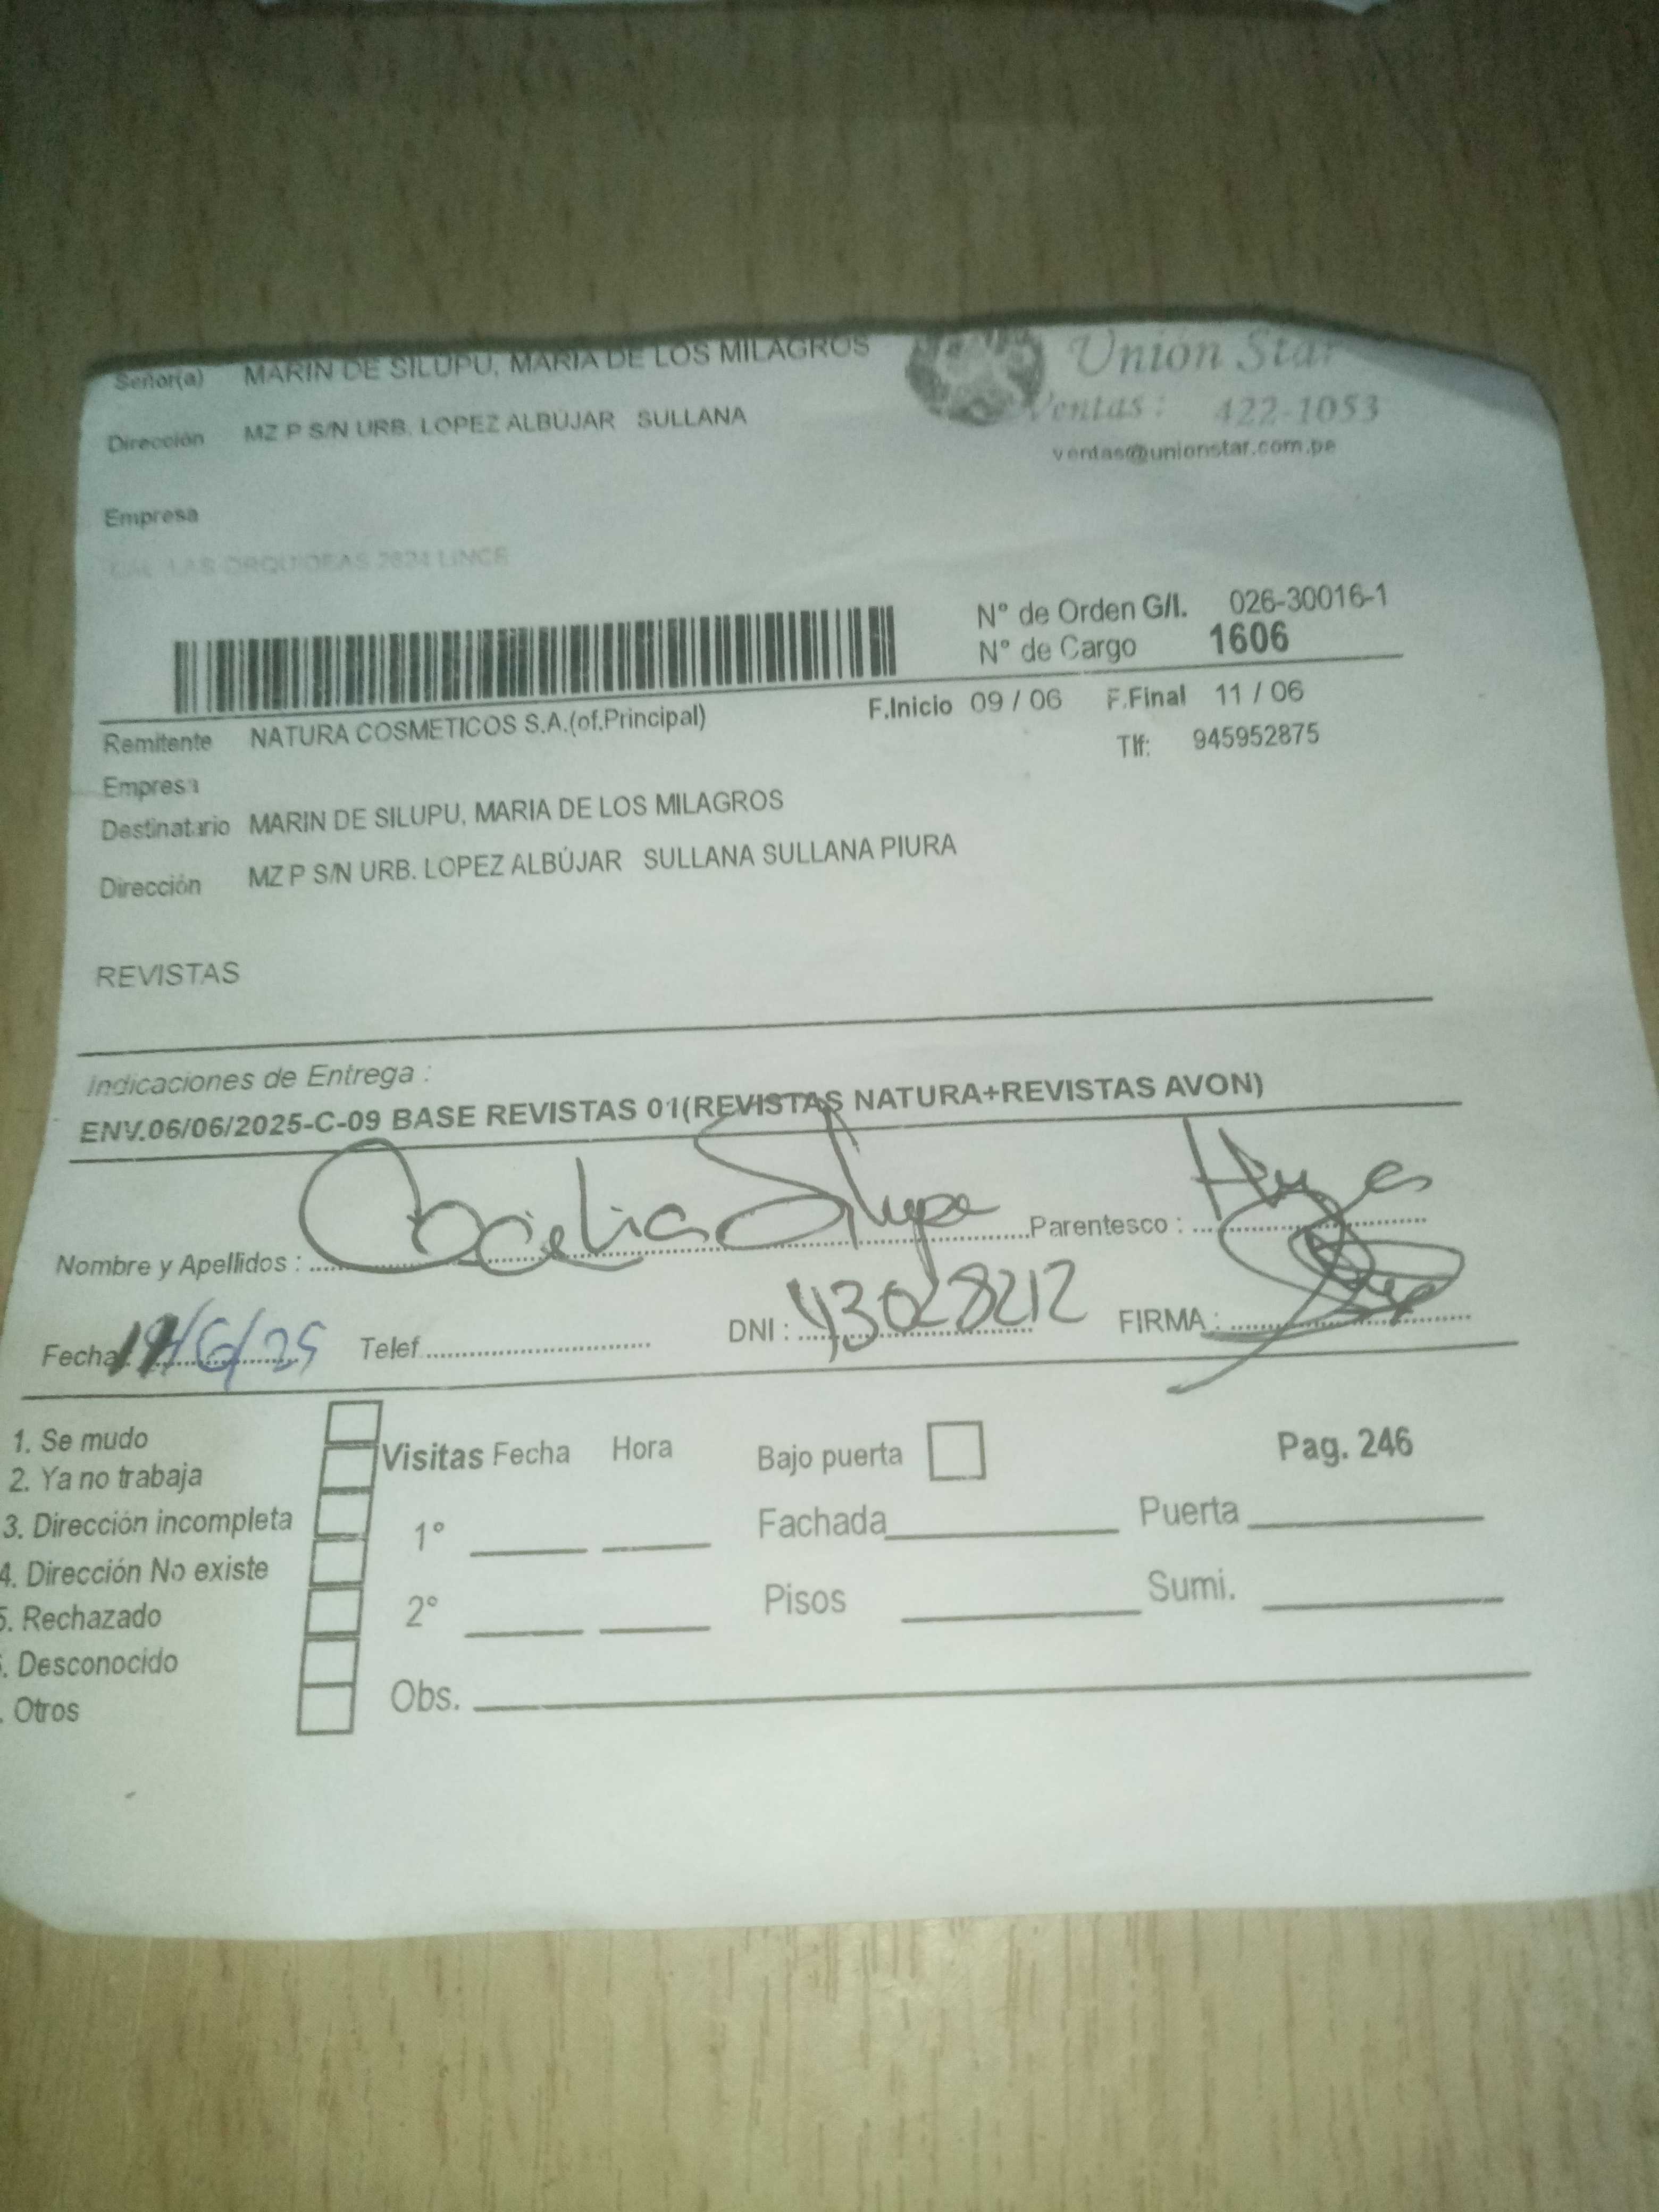 Señor(a) MARIN DE SILUPU, MARIA DE LOS MILAGROS
Unión Star
Dirección MZ P S/N URB. LOPEZ ALBÚJAR SULLANA
Ventas : 422-1053
ventas@unionstar.com.pe
Empresa
LAS ORQUIDEAS 2624 LINCE
N° de Orden G/I. 026-30016-1
N° de Cargo 1606
F.Inicio 09 / 06 F.Final 11 / 06
Remitente NATURA COSMETICOS S.A.(of.Principal)
Tlf: 945952875
Empresa
Destinatario MARIN DE SILUPU, MARIA DE LOS MILAGROS
Dirección MZ P S/N URB. LOPEZ ALBÚJAR SULLANA SULLANA PIURA
REVISTAS
Indicaciones de Entrega :
ENV.06/06/2025-C-09 BASE REVISTAS 01(REVISTAS NATURA+REVISTAS AVON)
Nombre y Apellidos : Silupu Parentesco :
Fecha: /6/25 Telef. DNI : 43028212 FIRMA :
1. Se mudo
2. Ya no trabaja
3. Dirección incompleta
4. Dirección No existe
5. Rechazado
. Desconocido
. Otros
Visitas Fecha Hora Bajo puerta Pag. 246
1° Fachada Puerta
2° Pisos Sumi.
Obs.